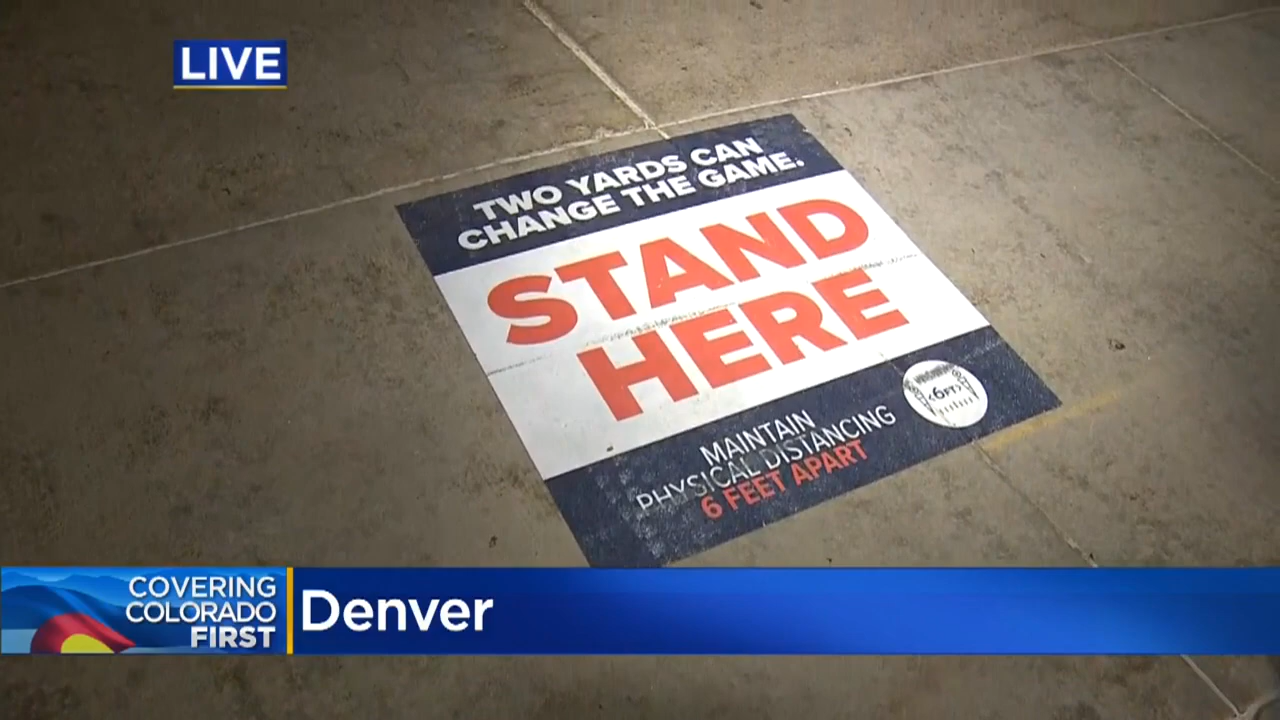 LIVE
TWO YARDS CAN
CHANGE THE GAME.
STAND
HERE
MAINTAIN
PHYSICAL DISTANCING
6 FEET APART
<6FT>
COVERING
COLORADO
FIRST
Denver